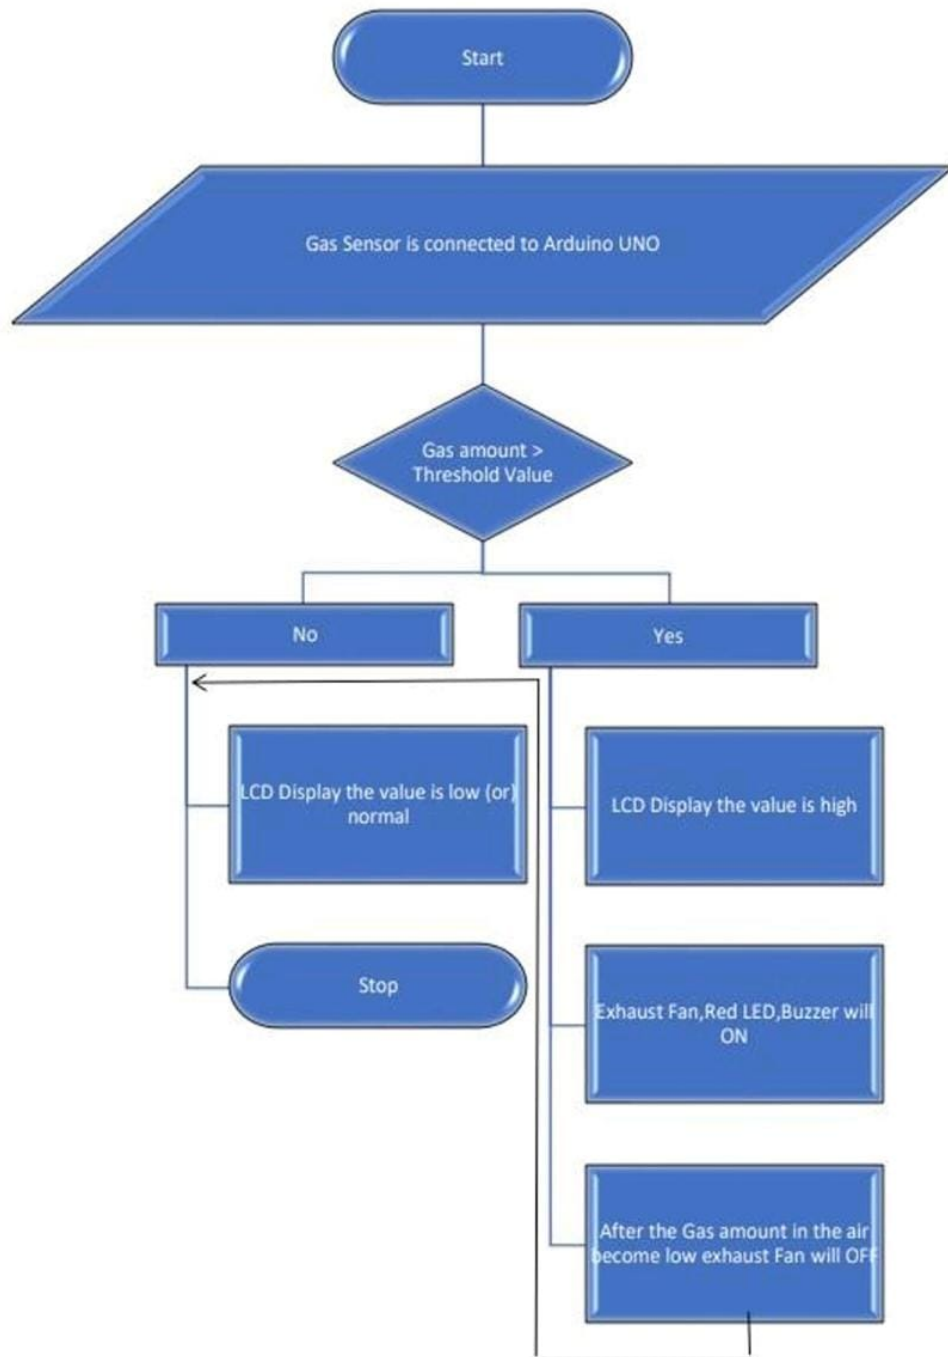 Start
Gas Sensor is connected to Arduino UNO
Gas amount >
Threshold Value
No
Yes
LCD Display the value is low (or)
normal
LCD Display the value is high
Stop
Exhaust Fan,Red LED,Buzzer will
ON
After the Gas amount in the air
become low exhaust Fan will OFF